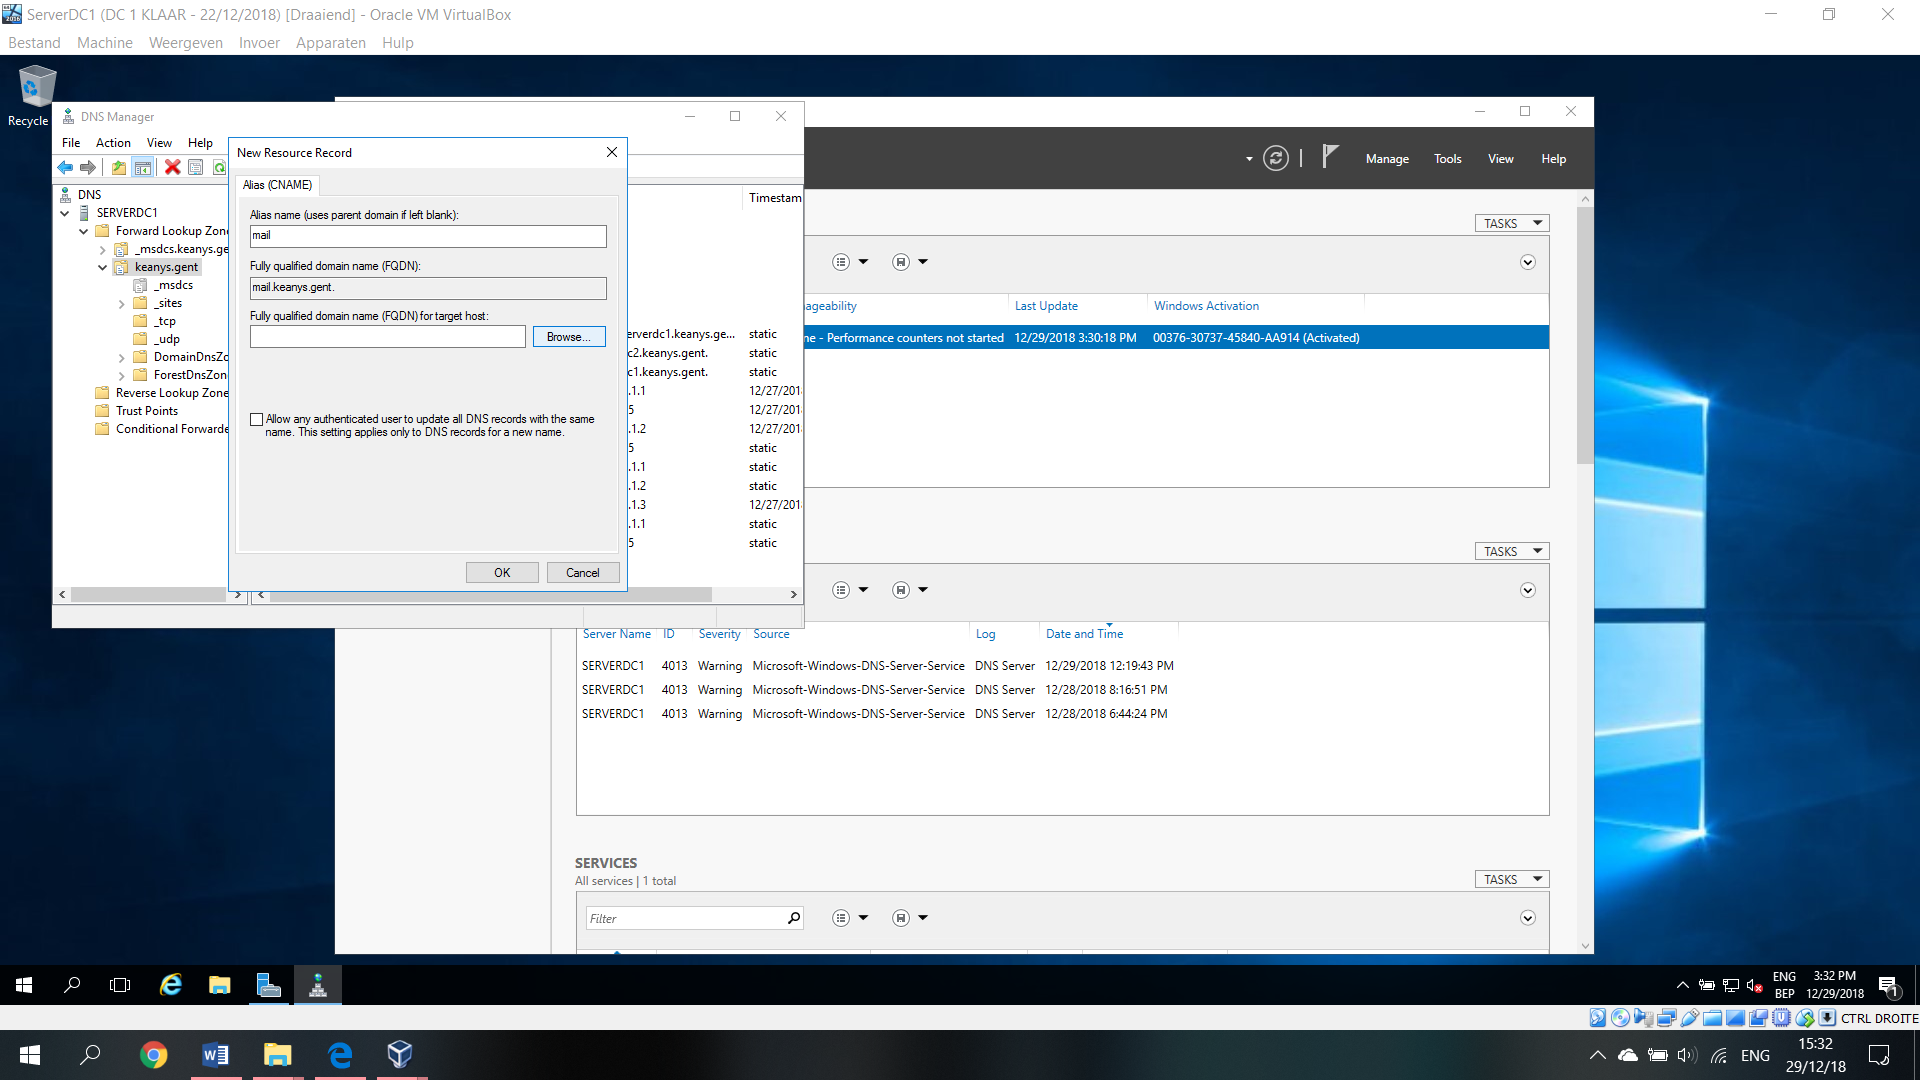 ServerDC1 (DC 1 KLAAR - 22/12/2018) [Draaiend] - Oracle VM VirtualBox
Bestand Machine Weergeven Invoer Apparaten Hulp
Recycle
DNS Manager
File Action View Help
New Resource Record
Alias (CNAME)
Alias name (uses parent domain if left blank):
mail
Fully qualified domain name (FQDN):
mail.keanys.gent.
Fully qualified domain name (FQDN) for target host:
Browse...
Allow any authenticated user to update all DNS records with the same
name. This setting applies only to DNS records for a new name.
OK Cancel
DNS
SERVERDC1
Forward Lookup Zone
_msdcs.keanys.ge
keanys.gent
_msdcs
_sites
_tcp
_udp
DomainDnsZo
ForestDnsZon
Reverse Lookup Zone
Trust Points
Conditional Forwarde
Timestam
erverdc1.keanys.ge... static
c2.keanys.gent. static
c1.keanys.gent. static
.1.1 12/27/201
5 12/27/201
.1.2 12/27/201
5 static
.1.1 static
.1.2 static
.1.3 12/27/201
.1.1 static
5 static
Manage Tools View Help
TASKS
ageability Last Update Windows Activation
ne - Performance counters not started 12/29/2018 3:30:18 PM 00376-30737-45840-AA914 (Activated)
TASKS
Server Name ID Severity Source Log Date and Time
SERVERDC1 4013 Warning Microsoft-Windows-DNS-Server-Service DNS Server 12/29/2018 12:19:43 PM
SERVERDC1 4013 Warning Microsoft-Windows-DNS-Server-Service DNS Server 12/28/2018 8:16:51 PM
SERVERDC1 4013 Warning Microsoft-Windows-DNS-Server-Service DNS Server 12/28/2018 6:44:24 PM
SERVICES
All services | 1 total
TASKS
Filter
ENG 3:32 PM
BEP 12/29/2018
1
CTRL DROITE
ENG
15:32
29/12/18